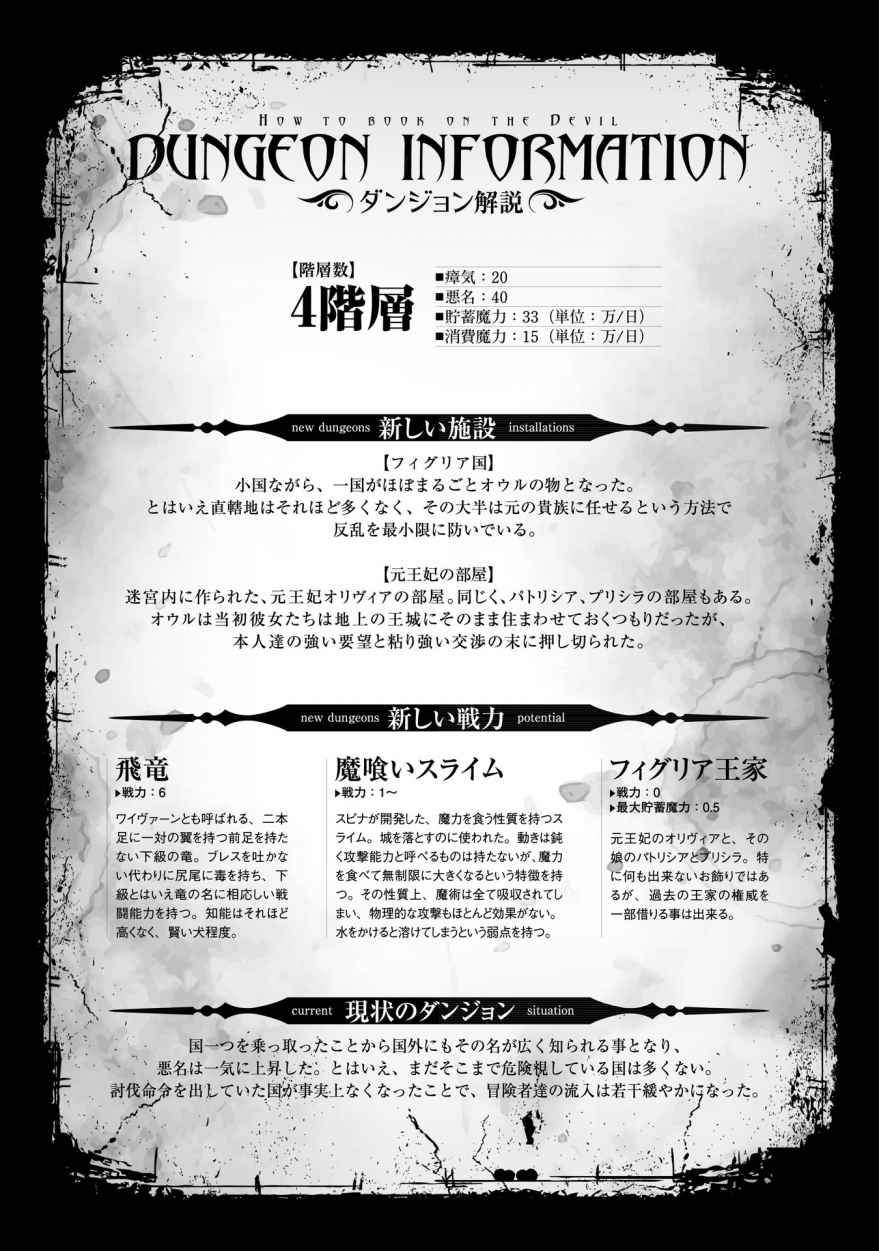 HOW TO BOOK ON THE DEVIL
DUNGEON INFORMATION
ダンジョン解説
【階層数】
4階層
■瘴気：20
■悪名：40
■貯蓄魔力：33（単位：万/日）
■消費魔力：15（単位：万/日）
new dungeons 新しい施設 installations
【フィグリア国】
小国ながら、一国がほぼまるごとオウルの物となった。
とはいえ直轄地はそれほど多くなく、その大半は元の貴族に任せるという方法で
反乱を最小限に防いでいる。
【元王妃の部屋】
迷宮内に作られた、元王妃オリヴィアの部屋。同じく、パトリシア、プリシラの部屋もある。
オウルは当初彼女たちは地上の王城にそのまま住まわせておくつもりだったが、
本人達の強い要望と粘り強い交渉の末に押し切られた。
new dungeons 新しい戦力 potential
飛竜
▶戦力：6
ワイヴァーンとも呼ばれる、二本
足に一対の翼を持つ前足を持た
ない下級の竜。ブレスを吐かな
い代わりに尻尾に毒を持ち、下
級とはいえ竜の名に相応しい戦
闘能力を持つ。知能はそれほど
高くなく、賢い犬程度。
魔喰いスライム
▶戦力：1～
スピナが開発した、魔力を食う性質を持つス
ライム。城を落とすのに使われた。動きは鈍
く攻撃能力と呼べるものは持たないが、魔力
を食べて無制限に大きくなるという特徴を持
つ。その性質上、魔術は全て吸収されてし
まい、物理的な攻撃もほとんど効果がない。
水をかけると溶けてしまうという弱点を持つ。
フィグリア王家
▶戦力：0
▶最大貯蓄魔力：0.5
元王妃のオリヴィアと、その
娘のパトリシアとプリシラ。特
に何も出来ないお飾りではあ
るが、過去の王家の権威を
一部借りる事は出来る。
current 現状のダンジョン situation
国一つを乗っ取ったことから国外にもその名が広く知られる事となり、
悪名は一気に上昇した。とはいえ、まだそこまで危険視している国は多くない。
討伐命令を出していた国が事実上なくなったことで、冒険者達の流入は若干緩やかになった。